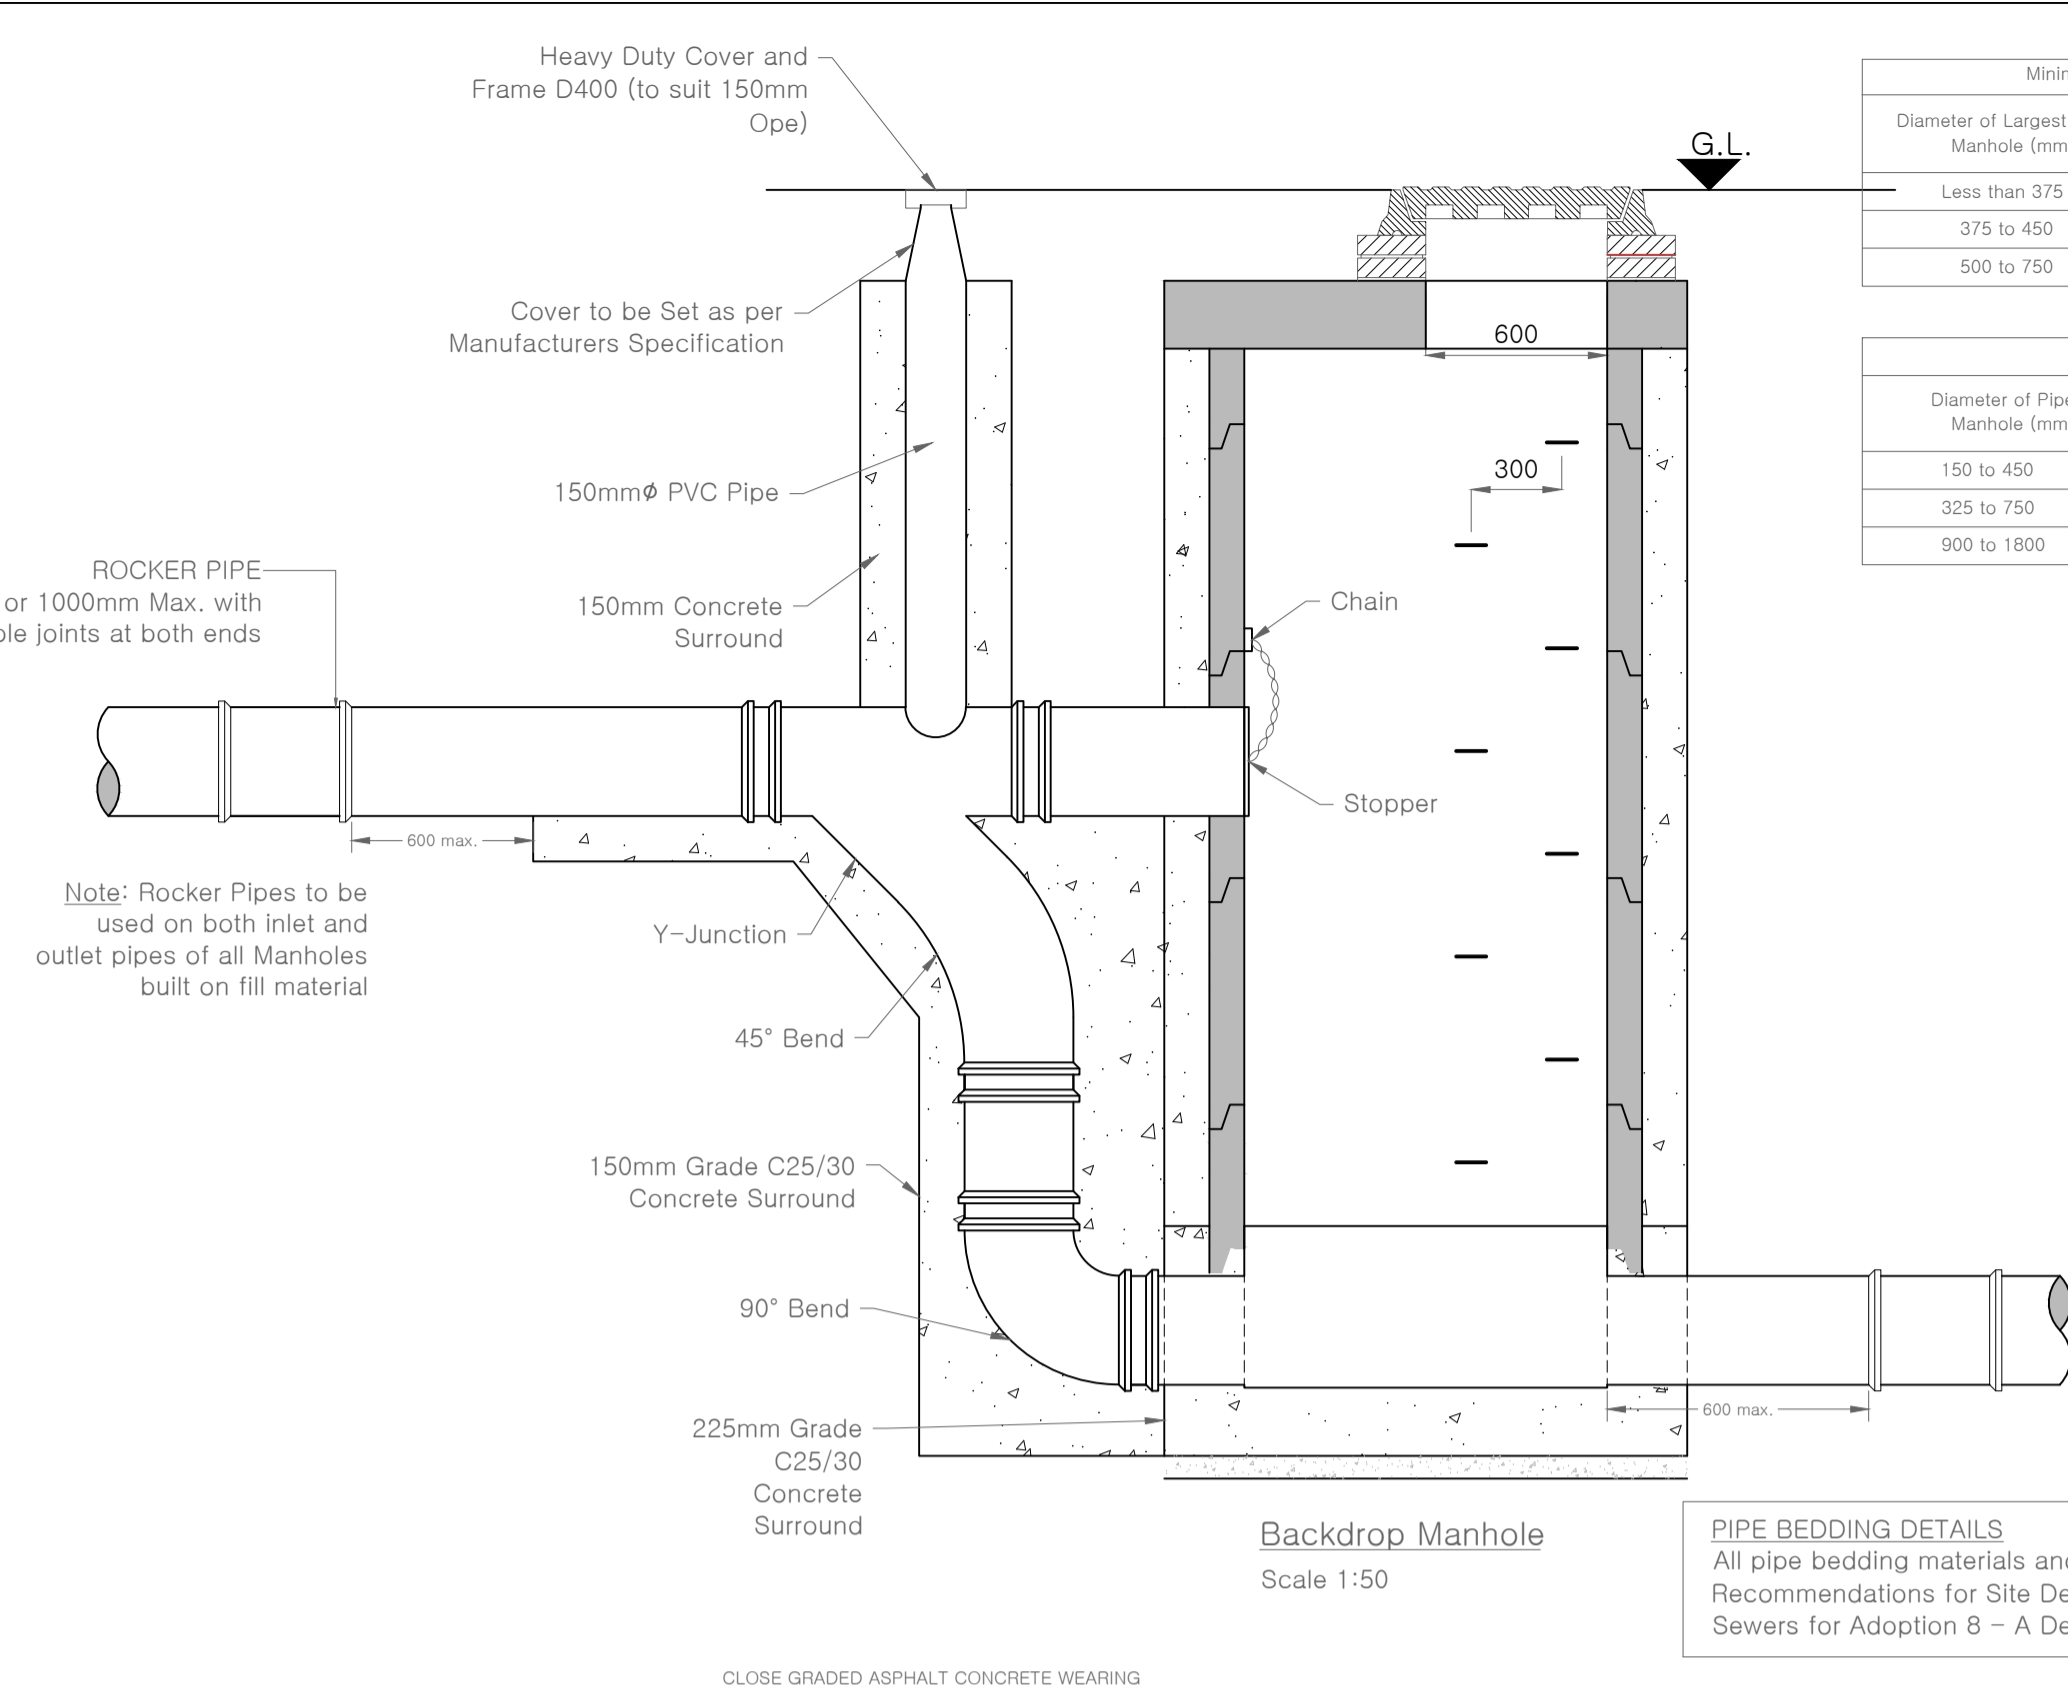 Heavy Duty Cover and
Frame D400 (to suit 150mm
Ope)
G.L.
Diameter of Largest
Manhole (mm
Less than 375
375 to 450
500 to 750
Cover to be Set as per
Manufacturers Specification
600
Diameter of Pipe
Manhole (mm
150 to 450
325 to 750
900 to 1800
300
150mmϕ PVC Pipe
ROCKER PIPE
or 1000mm Max. with
joints at both ends
150mm Concrete
Surround
Chain
Stopper
600 max.
Note: Rocker Pipes to be
used on both inlet and
outlet pipes of all Manholes
built on fill material
Y-Junction
45° Bend
150mm Grade C25/30
Concrete Surround
90° Bend
600 max.
225mm Grade
C25/30
Concrete
Surround
Backdrop Manhole
Scale 1:50
PIPE BEDDING DETAILS
All pipe bedding materials
Recommendations for Site
Sewers for Adoption 8 - A
CLOSE GRADED ASPHALT CONCRETE WEARING